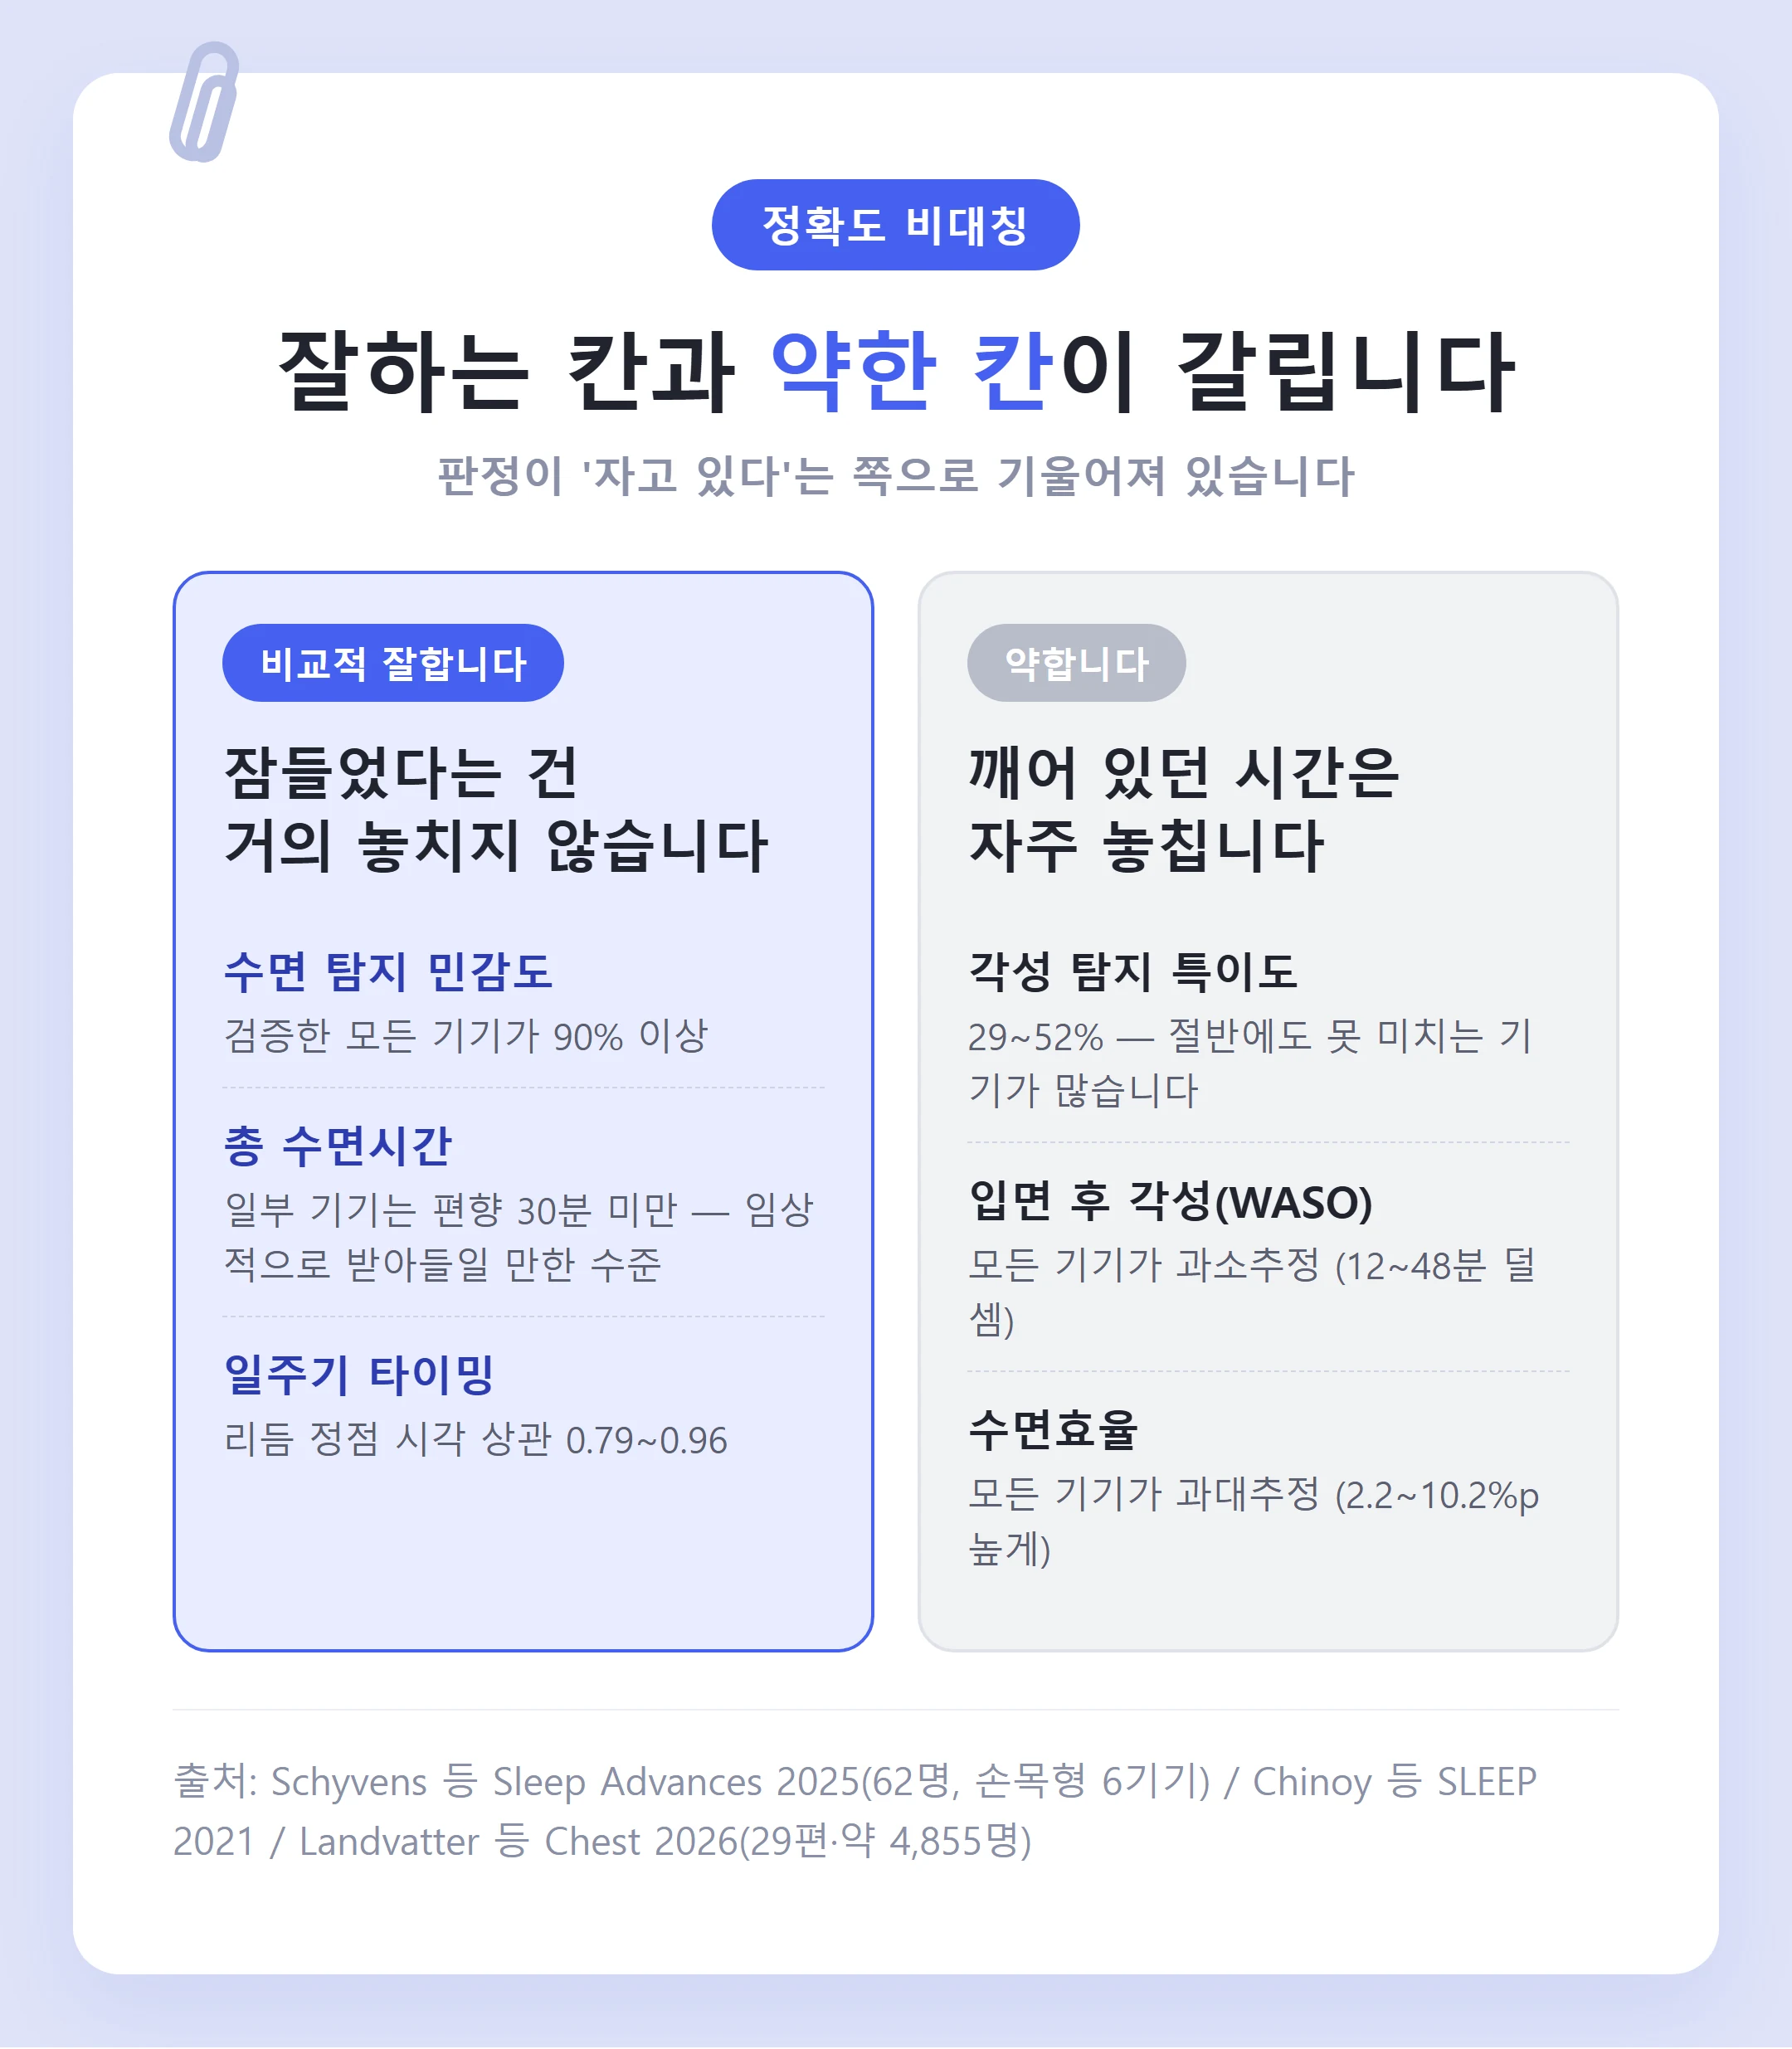 정확도 비대칭
잘하는 칸과 약한 칸이 갈립니다
판정이 '자고 있다'는 쪽으로 기울어져 있습니다
비교적 잘합니다
잠들었다는 건
거의 놓치지 않습니다
수면 탐지 민감도
검증한 모든 기기가 90% 이상
총 수면시간
일부 기기는 편향 30분 미만 — 임상
적으로 받아들일 만한 수준
일주기 타이밍
리듬 정점 시각 상관 0.79~0.96
약합니다
깨어 있던 시간은
자주 놓칩니다
각성 탐지 특이도
29~52% — 절반에도 못 미치는 기
기가 많습니다
입면 후 각성(WASO)
모든 기기가 과소추정 (12~48분 덜
셈)
수면효율
모든 기기가 과대추정 (2.2~10.2%p
높게)
출처: Schyvens 등 Sleep Advances 2025(62명, 손목형 6기기) / Chinoy 등 SLEEP
2021 / Landvatter 등 Chest 2026(29편·약 4,855명)